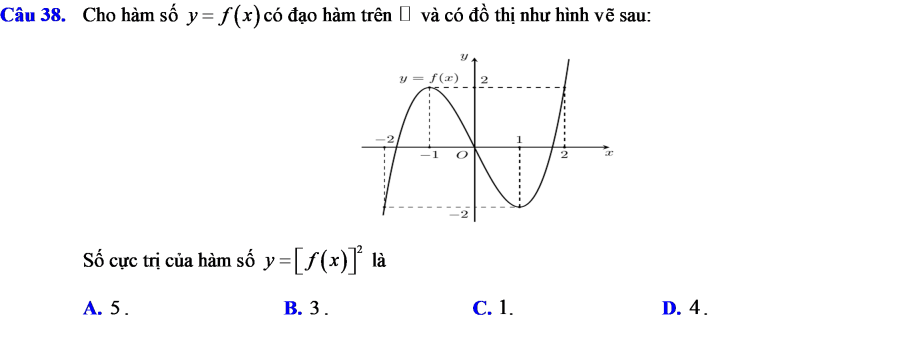 Câu 38. Cho hàm số y = f(x) có đạo hàm trên □ và có đồ thị như hình vẽ sau:
y
y = f(x) 2
-2 1
-1 O 2 x
-2
Số cực trị của hàm số y = [f(x)]² là
A. 5 . B. 3 . C. 1. D. 4 .